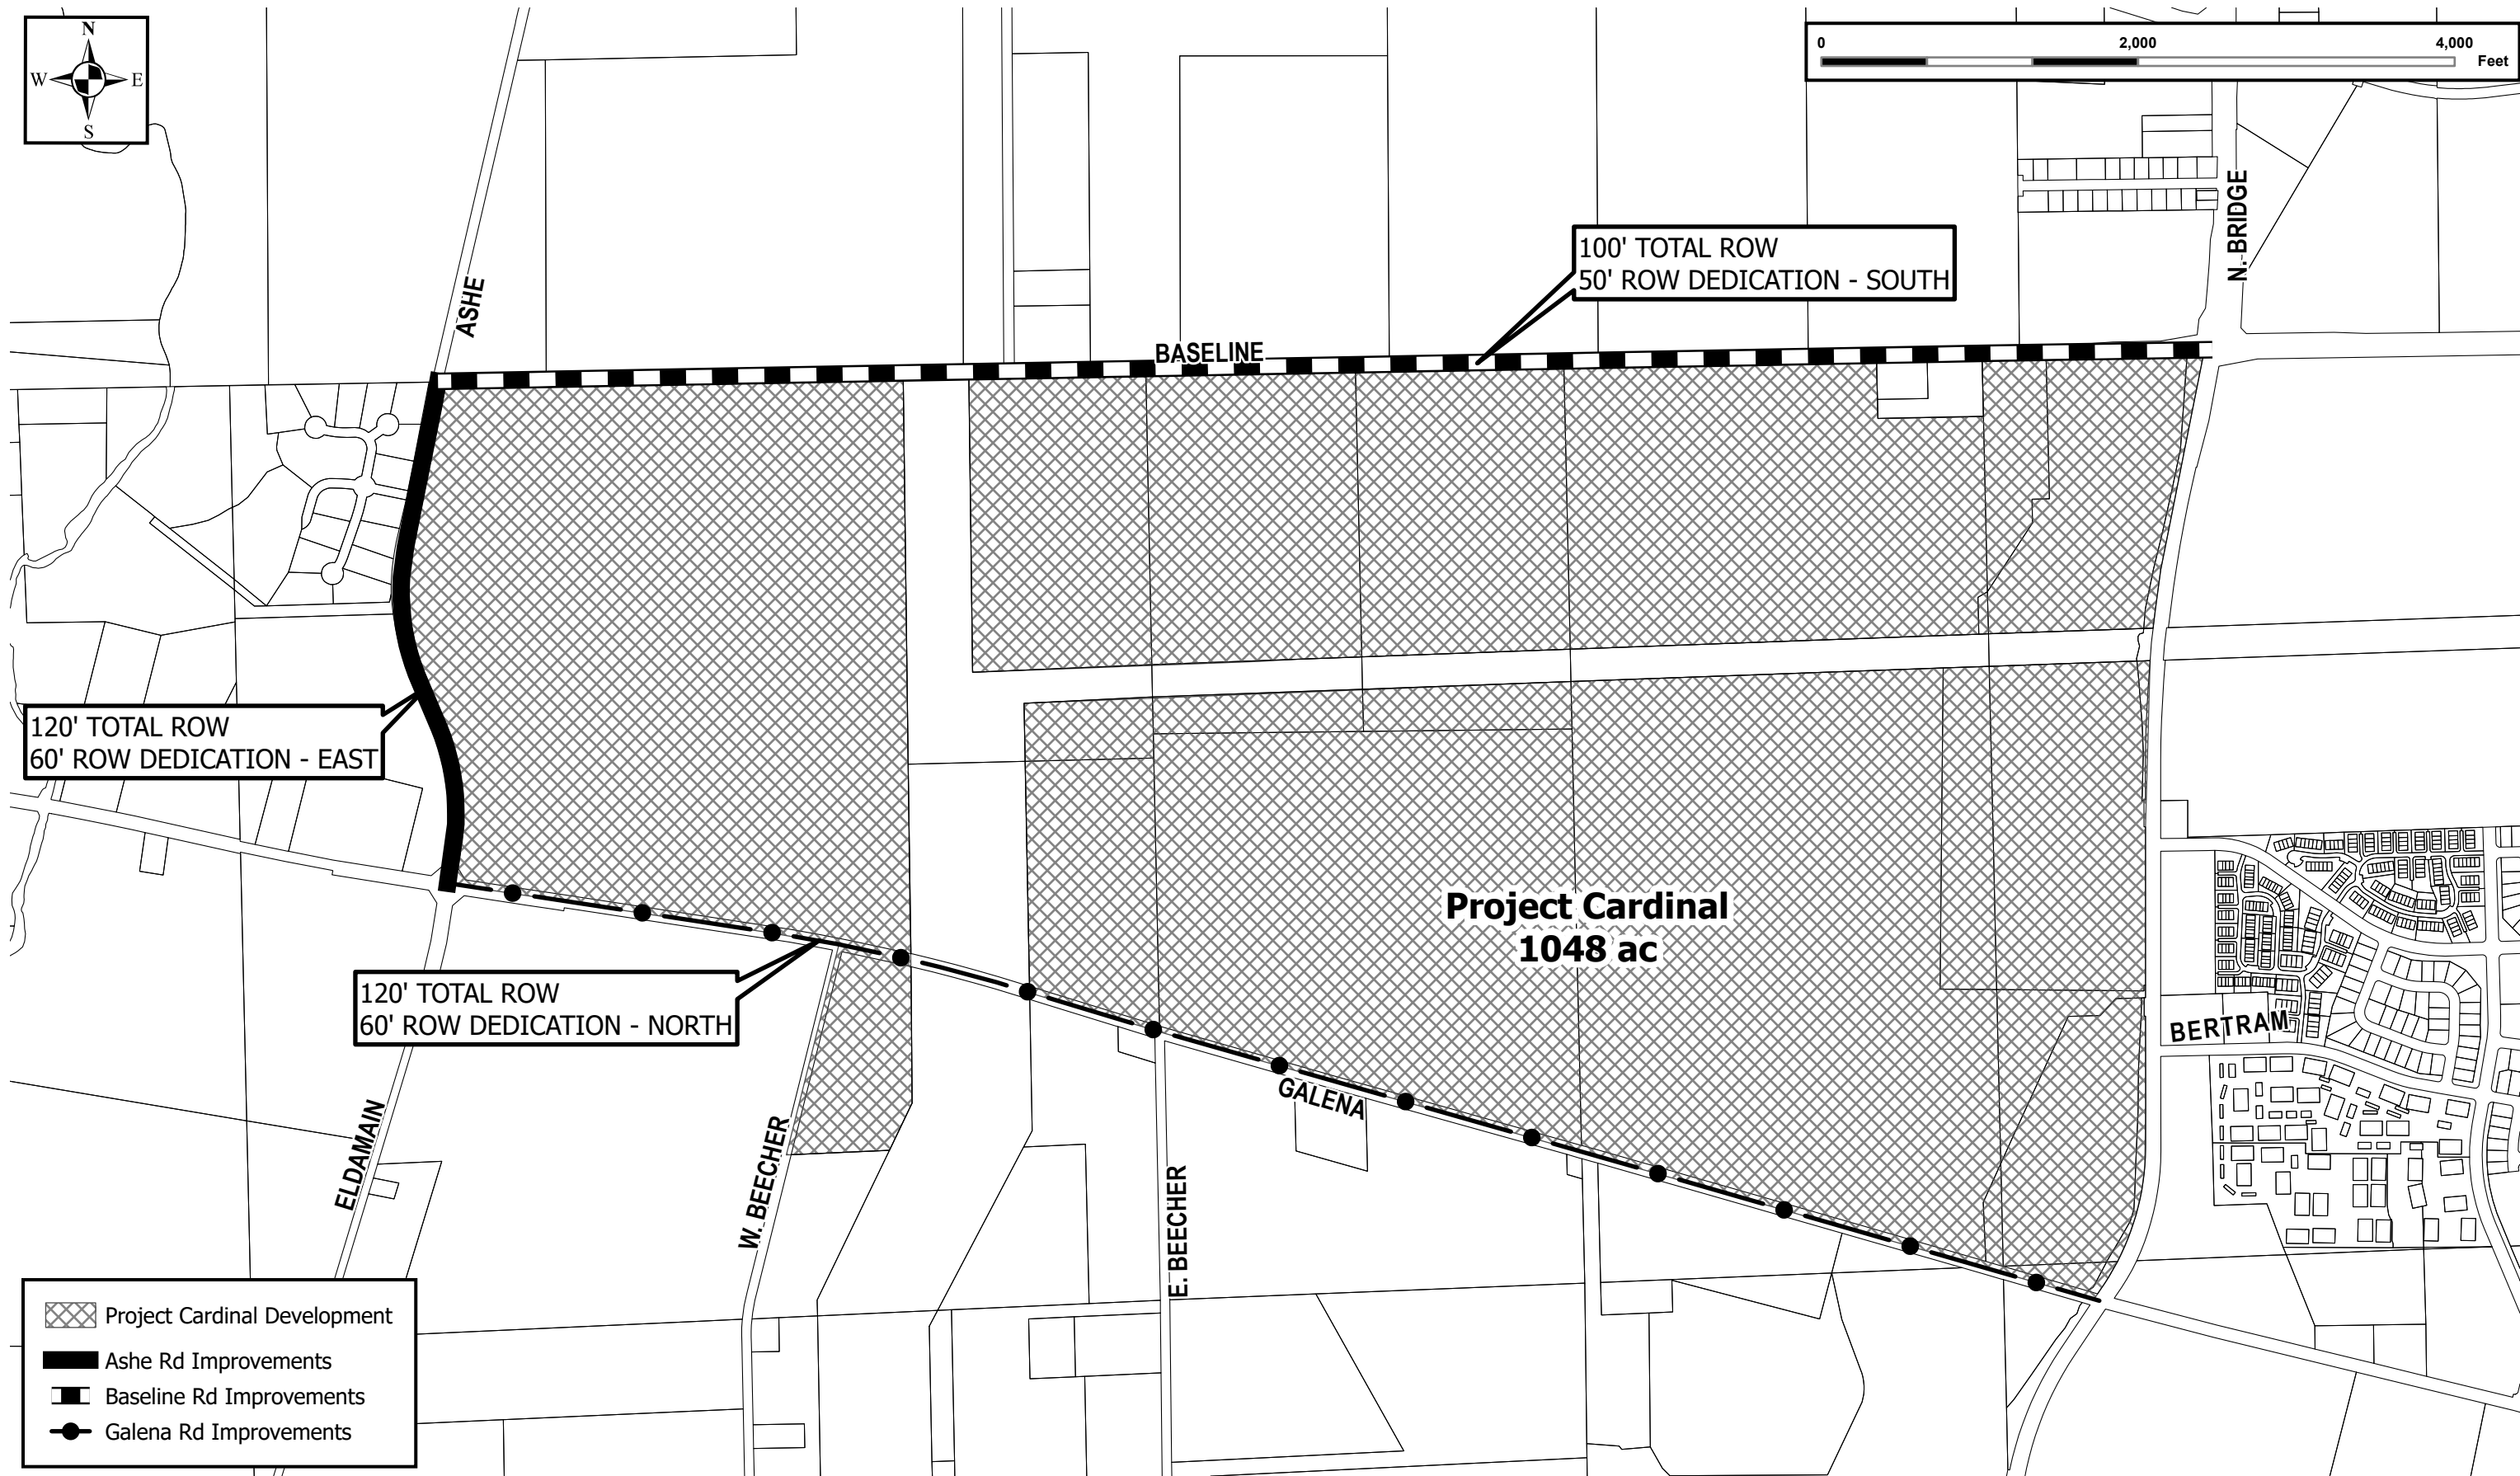 N
W E
S
0 2,000 4,000
Feet
N. BRIDGE
100' TOTAL ROW
50' ROW DEDICATION - SOUTH
ASHE
BASELINE
120' TOTAL ROW
60' ROW DEDICATION - EAST
Project Cardinal
1048 ac
120' TOTAL ROW
60' ROW DEDICATION - NORTH
BERTRAM
GALENA
ELDAMAIN
W. BEECHER
E. BEECHER
Project Cardinal Development
Ashe Rd Improvements
Baseline Rd Improvements
Galena Rd Improvements